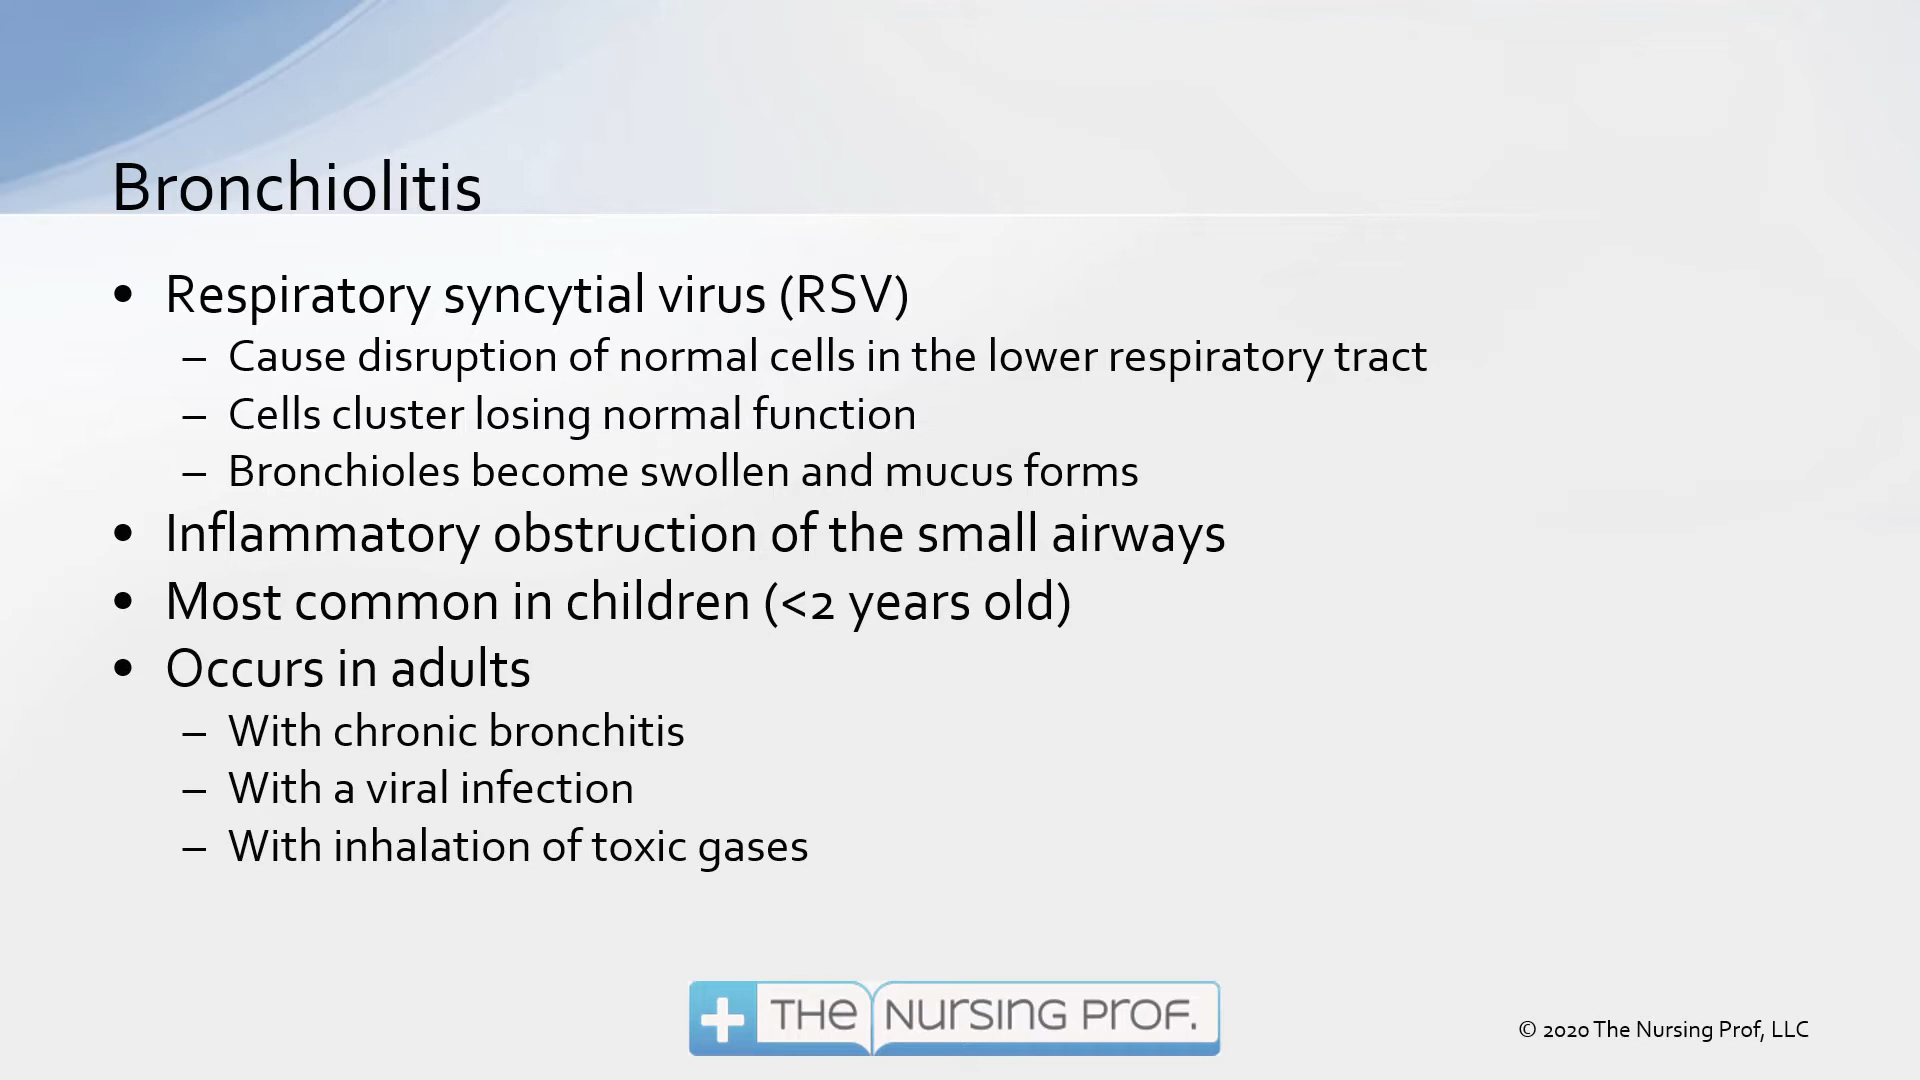 Bronchiolitis
• Respiratory syncytial virus (RSV)
– Cause disruption of normal cells in the lower respiratory tract
– Cells cluster losing normal function
– Bronchioles become swollen and mucus forms
• Inflammatory obstruction of the small airways
• Most common in children (<2 years old)
• Occurs in adults
– With chronic bronchitis
– With a viral infection
– With inhalation of toxic gases
THE NURSING PROF.
© 2020 The Nursing Prof, LLC